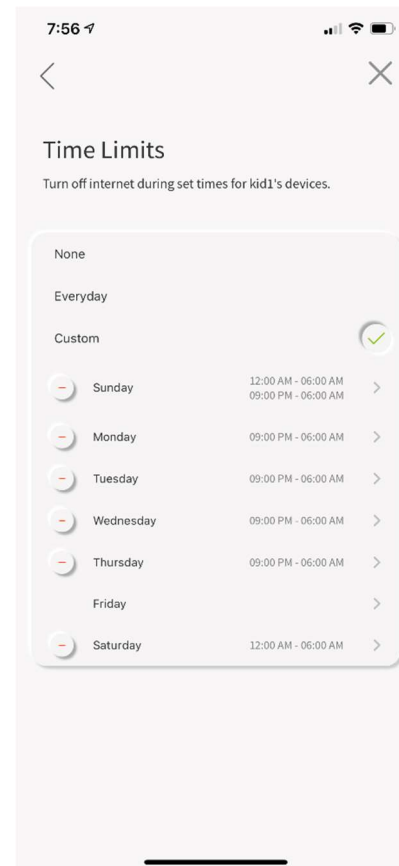 7:56
Time Limits
Turn off internet during set times for kid1's devices.
None
Everyday
Custom
Sunday 12:00 AM - 06:00 AM
09:00 PM - 06:00 AM
Monday 09:00 PM - 06:00 AM
Tuesday 09:00 PM - 06:00 AM
Wednesday 09:00 PM - 06:00 AM
Thursday 09:00 PM - 06:00 AM
Friday
Saturday 12:00 AM - 06:00 AM